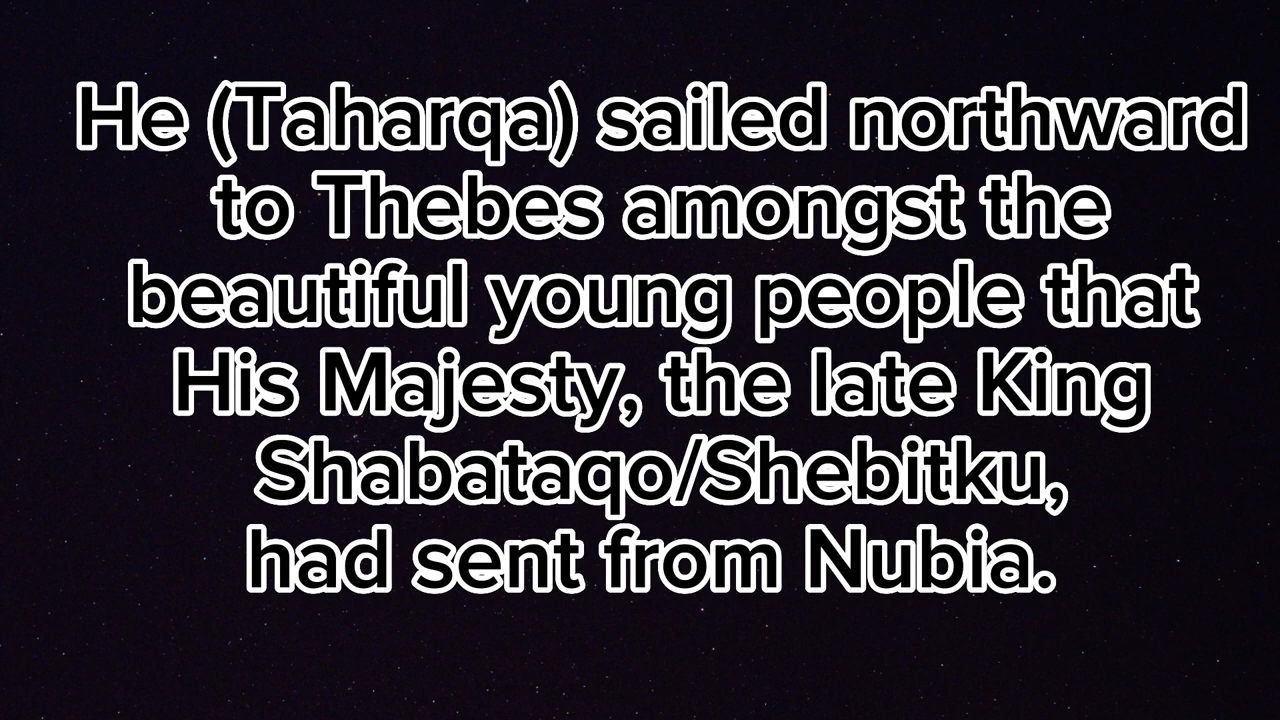 He (Taharqa) sailed northward
to Thebes amongst the
beautiful young people that
His Majesty, the late King
Shabataqo/Shebitku,
had sent from Nubia.